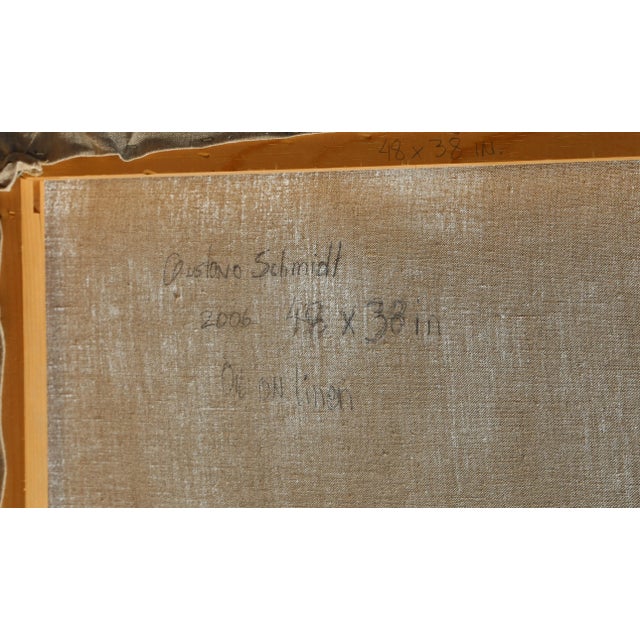 48 x 38 IN.
Gustavo Schmidt
2006 48 x 38 in
Oil on linen